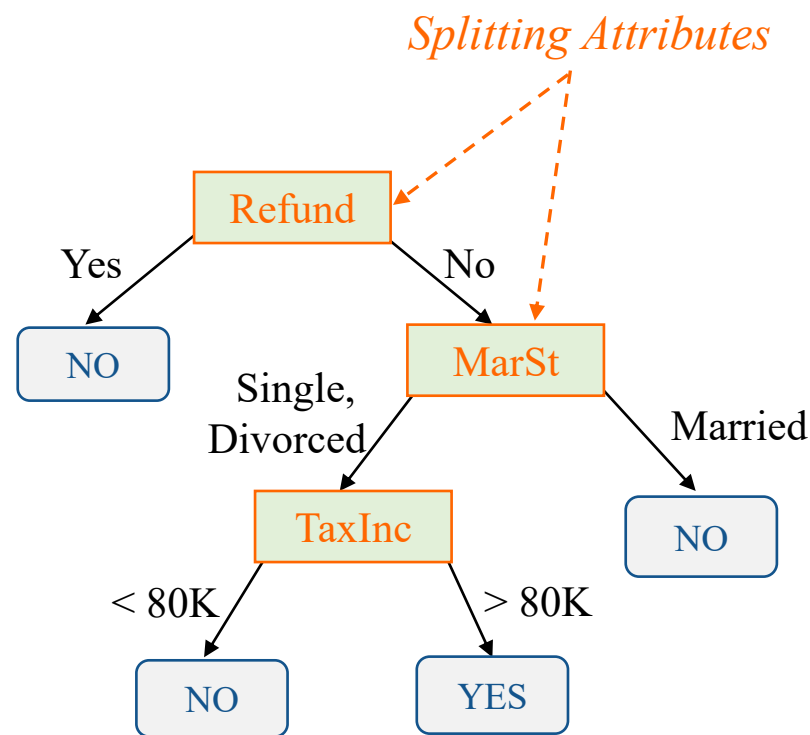 Splitting Attributes
Refund
Yes
No
NO
MarSt
Single,
Divorced
Married
TaxInc
NO
< 80K
> 80K
NO
YES